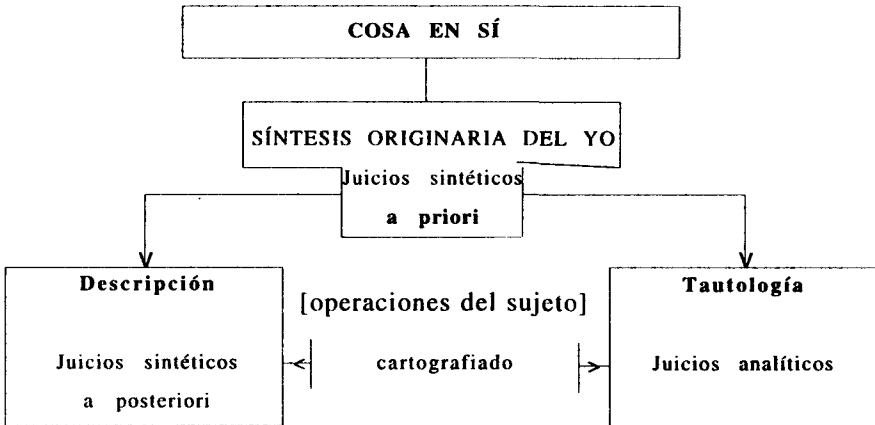 COSA EN SÍ
SÍNTESIS ORIGINARIA DEL YO
Juicios sintéticos
a priori
Descripción
Juicios sintéticos
a posteriori
[operaciones del sujeto]
cartografiado
Tautología
Juicios analíticos